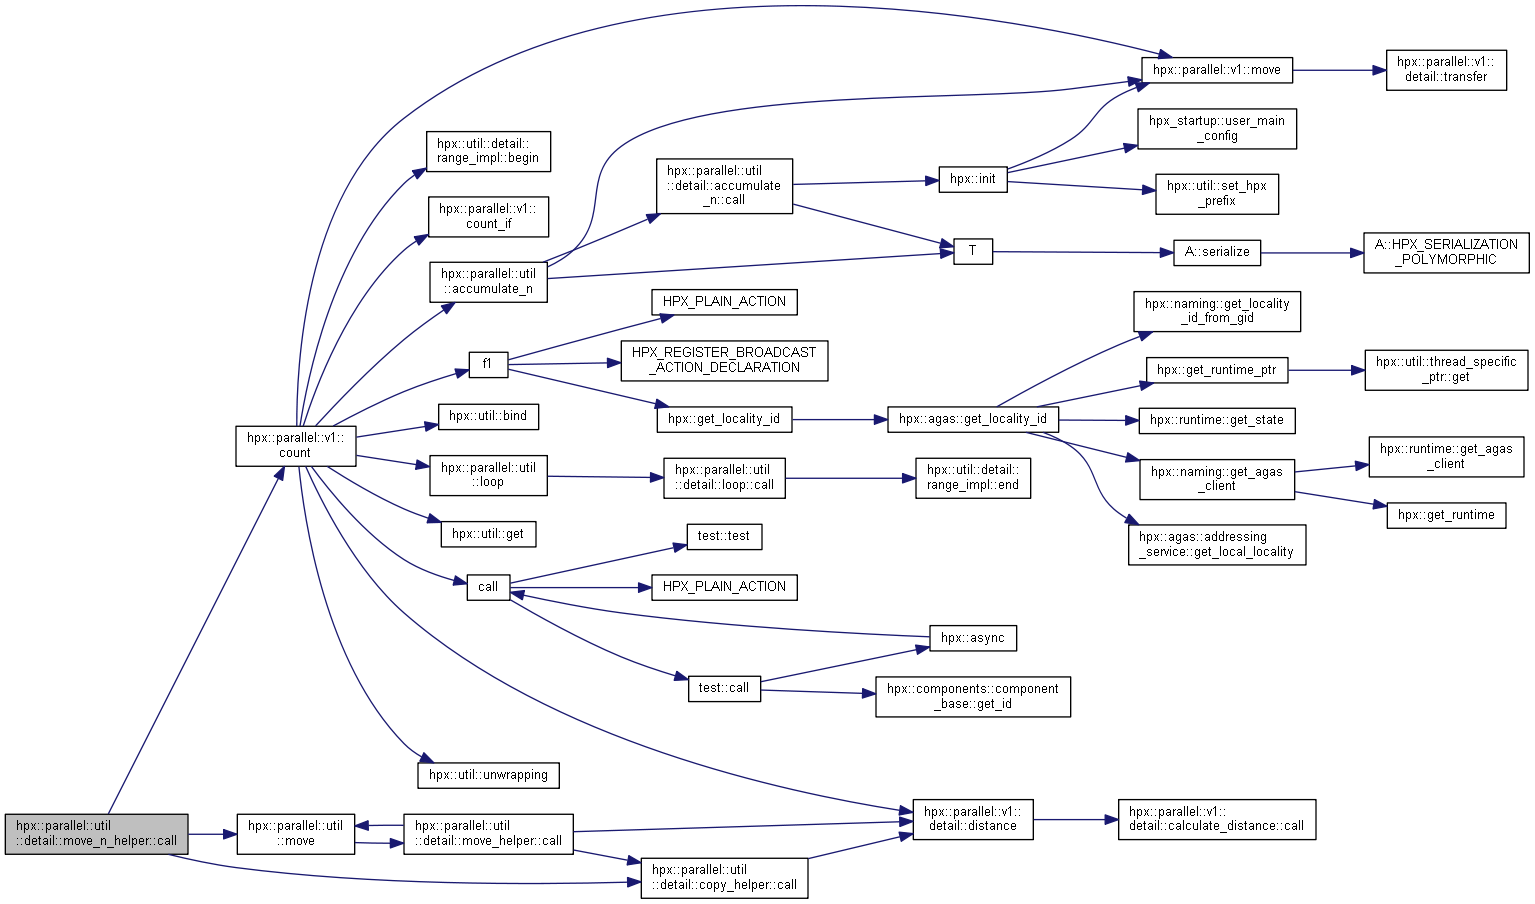 hpx::parallel::util
::detail::move_n_helper::call
hpx::parallel::v1::
count
hpx::parallel::util
::move
hpx::util::detail::
range_impl::begin
hpx::parallel::v1::
count_if
hpx::parallel::util
::accumulate_n
f1
hpx::util::bind
hpx::parallel::util
::loop
hpx::util::get
call
hpx::util::unwrapping
hpx::parallel::util
::detail::move_helper::call
hpx::parallel::util
::detail::accumulate
_n::call
HPX_PLAIN_ACTION
HPX_REGISTER_BROADCAST
_ACTION_DECLARATION
hpx::get_locality_id
hpx::parallel::util
::detail::loop::call
test::test
HPX_PLAIN_ACTION
test::call
hpx::parallel::util
::detail::copy_helper::call
hpx::init
T
hpx::agas::get_locality_id
hpx::util::detail::
range_impl::end
hpx::async
hpx::components::component
_base::get_id
hpx::parallel::v1::
detail::distance
hpx::parallel::v1::move
hpx_startup::user_main
_config
hpx::util::set_hpx
_prefix
A::serialize
hpx::naming::get_locality
_id_from_gid
hpx::get_runtime_ptr
hpx::runtime::get_state
hpx::naming::get_agas
_client
hpx::agas::addressing
_service::get_local_locality
hpx::parallel::v1::
detail::calculate_distance::call
hpx::parallel::v1::
detail::transfer
A::HPX_SERIALIZATION
_POLYMORPHIC
hpx::util::thread_specific
_ptr::get
hpx::runtime::get_agas
_client
hpx::get_runtime